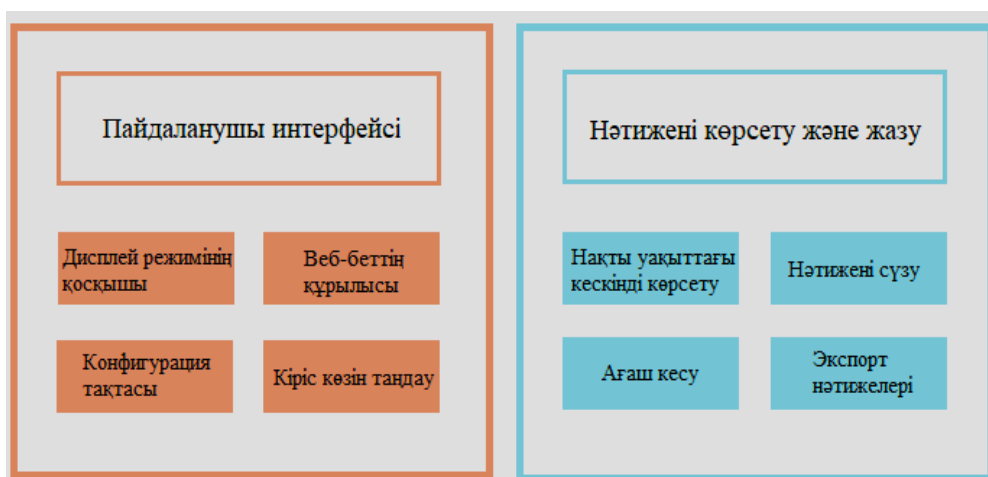 Пайдаланушы интерфейсі
Дисплей режимінің
қосқышы
Веб-беттің
құрылысы
Конфигурация
тақтасы
Кіріс көзін таңдау
Нәтижені көрсету және жазу
Нақты уақыттағы
кескінді көрсету
Нәтижені сүзу
Ағаш кесу
Экспорт
нәтижелері